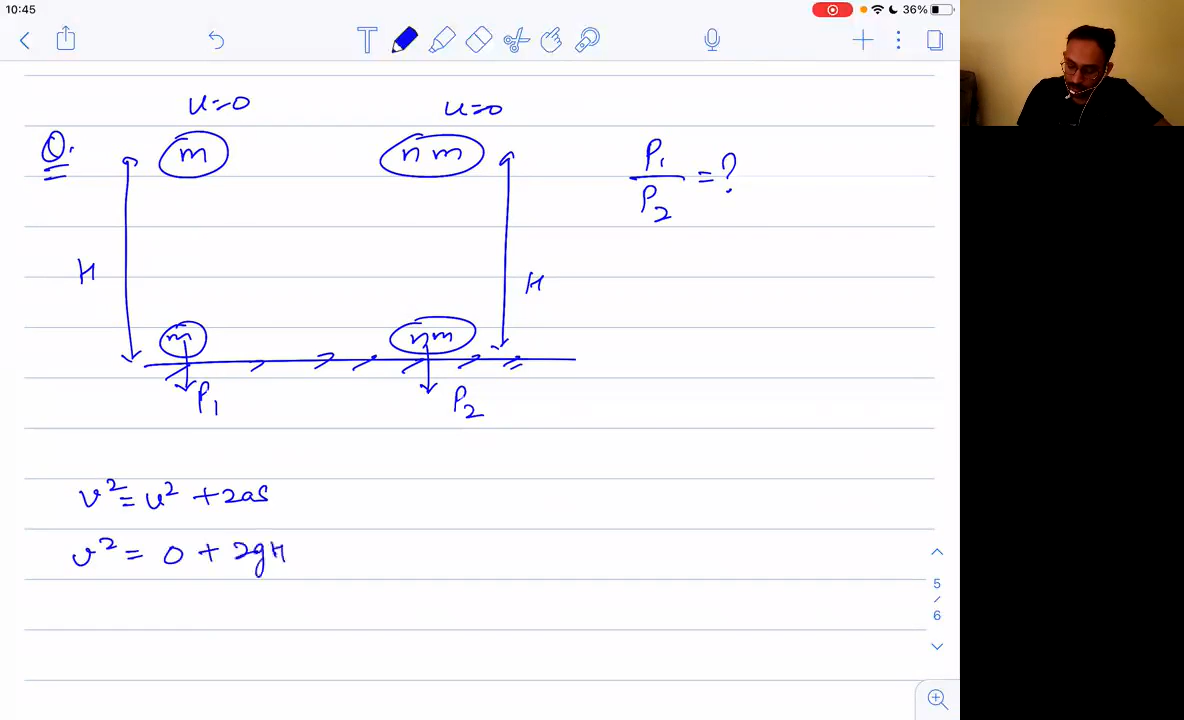 10:45
36%
T
u=0 u=0
Q. m nm P1/P2 = ?
H H
m nm
P1 P2
v² = u² + 2as
v² = 0 + 2gH
5
/
6